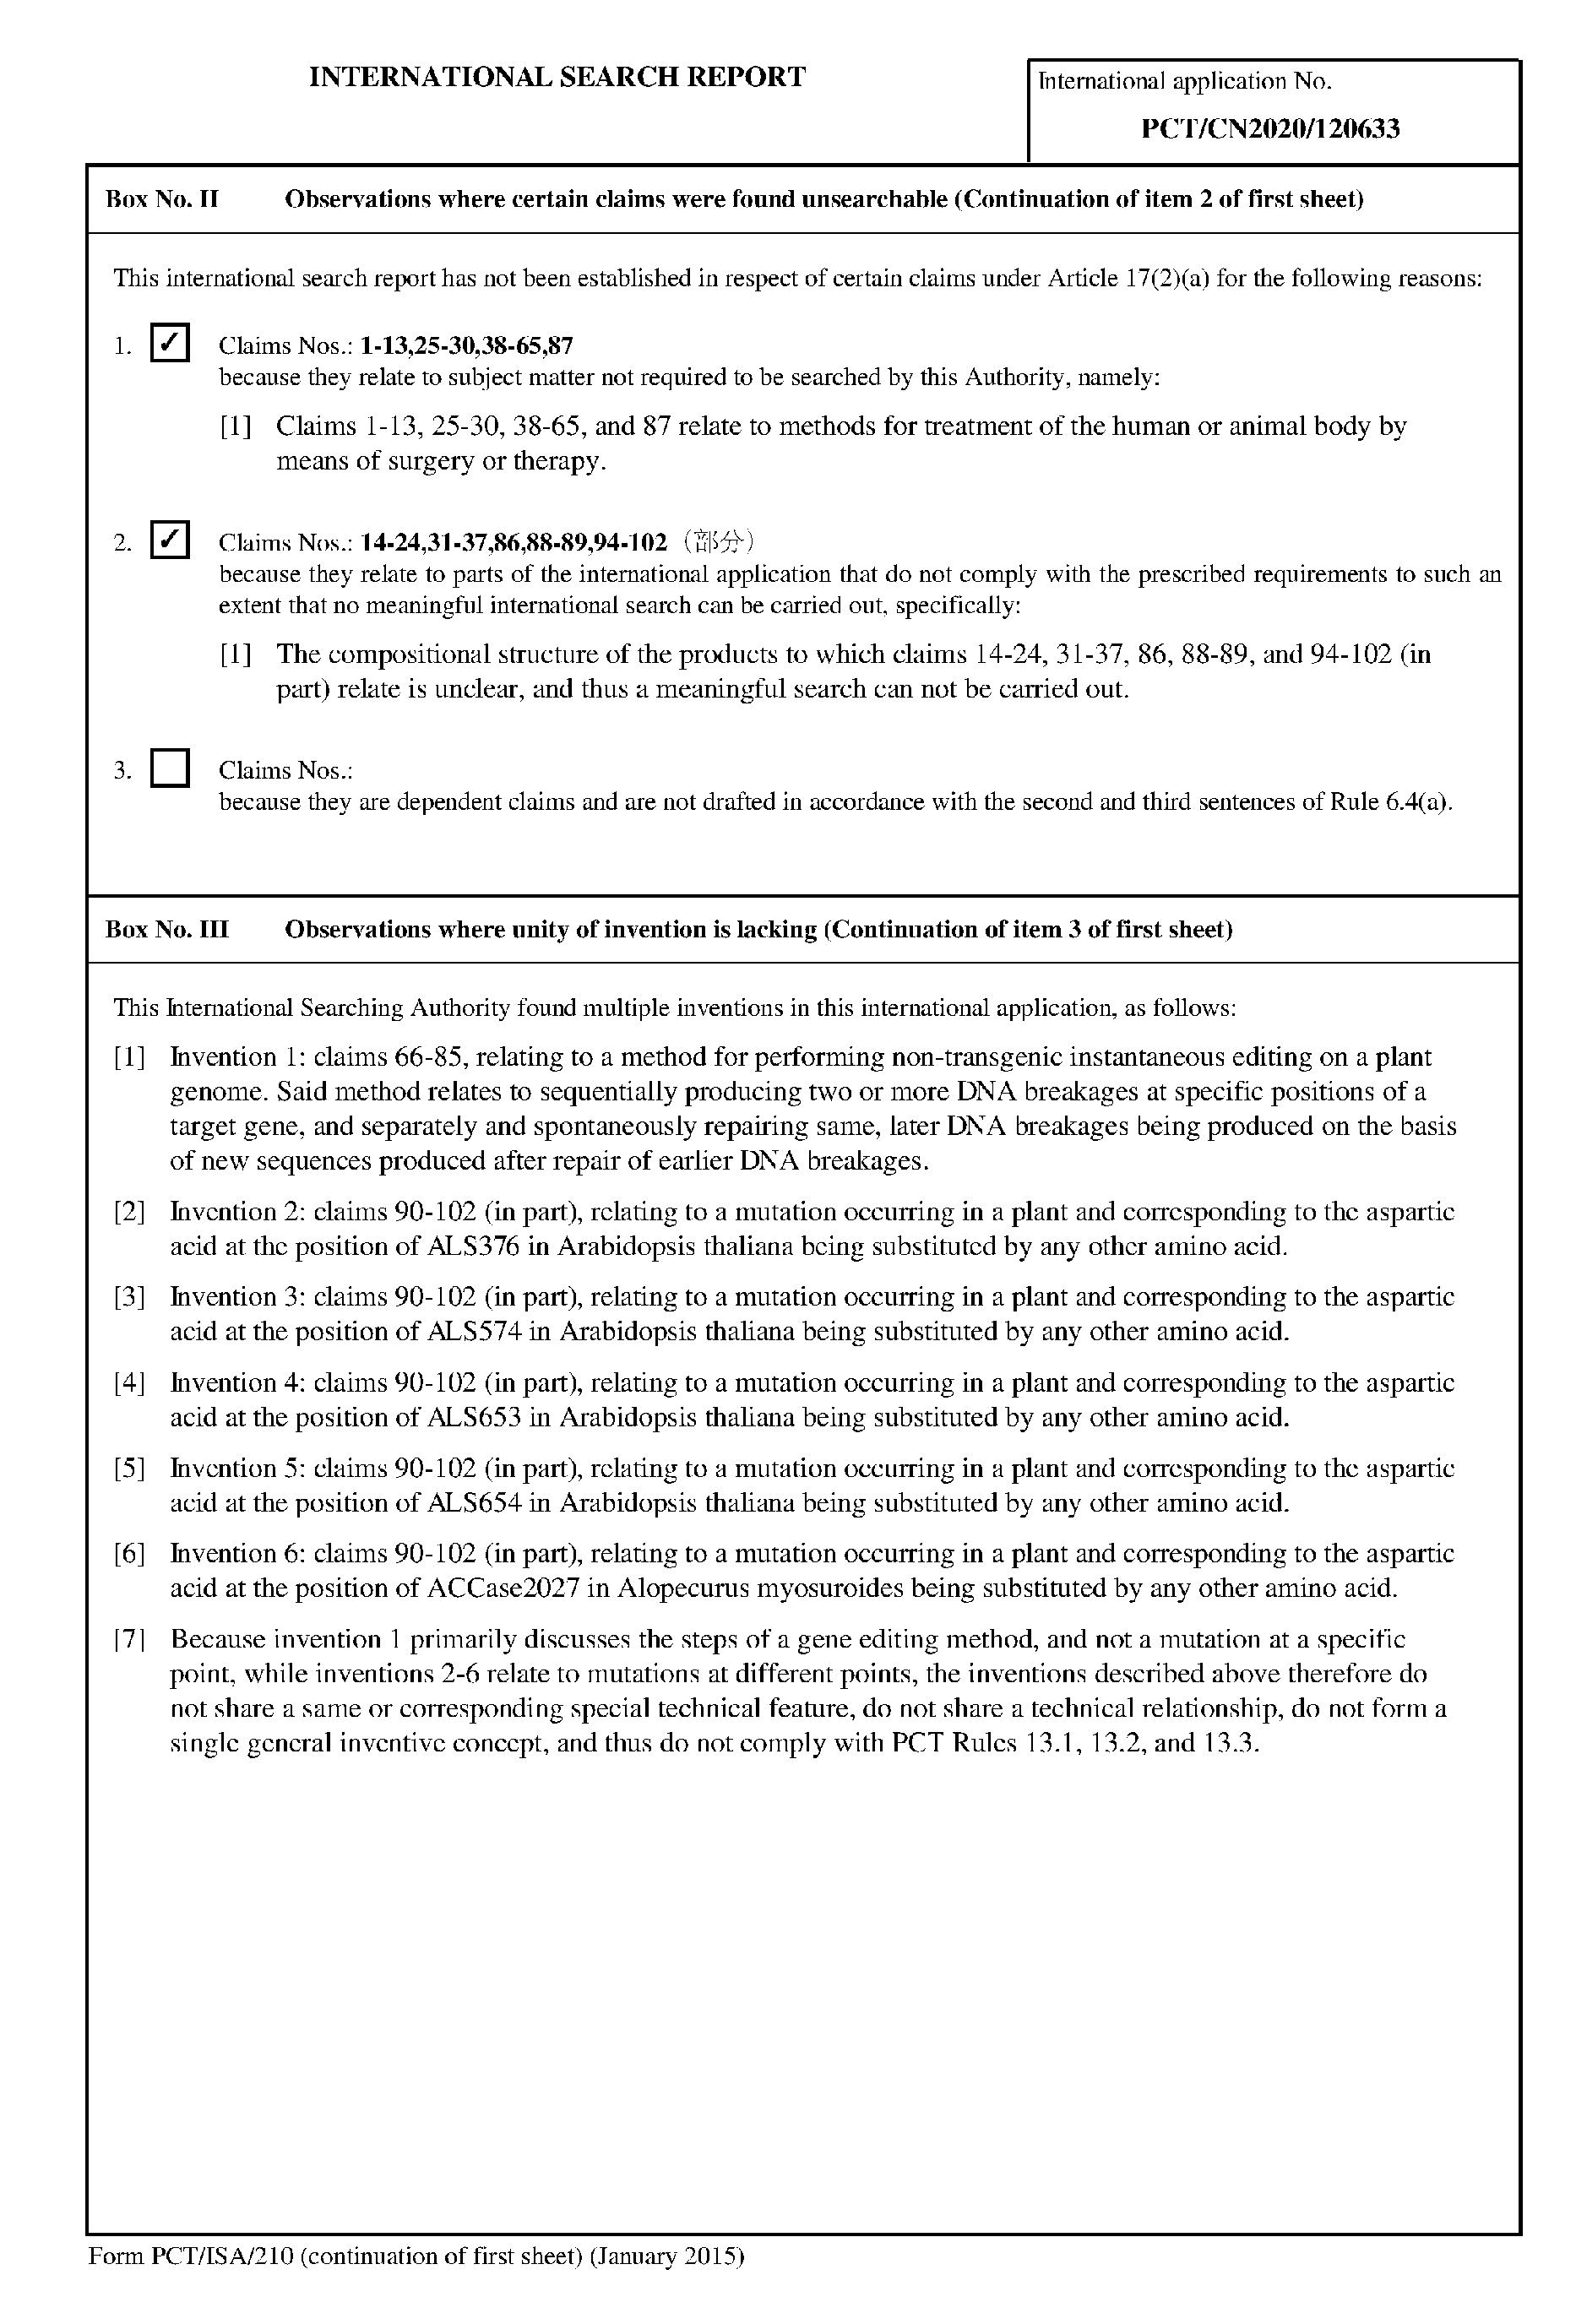 INTERNATIONAL SEARCH REPORT
International application No.
PCT/CN2020/120633
Box No. II Observations where certain claims were found unsearchable (Continuation of item 2 of first sheet)
This international search report has not been established in respect of certain claims under Article 17(2)(a) for the following reasons:
1. ✓ Claims Nos.: 1-13,25-30,38-65,87
because they relate to subject matter not required to be searched by this Authority, namely:
[1] Claims 1-13, 25-30, 38-65, and 87 relate to methods for treatment of the human or animal body by
means of surgery or therapy.
2. ✓ Claims Nos.: 14-24,31-37,86,88-89,94-102（部分）
because they relate to parts of the international application that do not comply with the prescribed requirements to such an
extent that no meaningful international search can be carried out, specifically:
[1] The compositional structure of the products to which claims 14-24, 31-37, 86, 88-89, and 94-102 (in
part) relate is unclear, and thus a meaningful search can not be carried out.
3. Claims Nos.:
because they are dependent claims and are not drafted in accordance with the second and third sentences of Rule 6.4(a).
Box No. III Observations where unity of invention is lacking (Continuation of item 3 of first sheet)
This International Searching Authority found multiple inventions in this international application, as follows:
[1] Invention 1: claims 66-85, relating to a method for performing non-transgenic instantaneous editing on a plant
genome. Said method relates to sequentially producing two or more DNA breakages at specific positions of a
target gene, and separately and spontaneously repairing same, later DNA breakages being produced on the basis
of new sequences produced after repair of earlier DNA breakages.
[2] Invention 2: claims 90-102 (in part), relating to a mutation occurring in a plant and corresponding to the aspartic
acid at the position of ALS376 in Arabidopsis thaliana being substituted by any other amino acid.
[3] Invention 3: claims 90-102 (in part), relating to a mutation occurring in a plant and corresponding to the aspartic
acid at the position of ALS574 in Arabidopsis thaliana being substituted by any other amino acid.
[4] Invention 4: claims 90-102 (in part), relating to a mutation occurring in a plant and corresponding to the aspartic
acid at the position of ALS653 in Arabidopsis thaliana being substituted by any other amino acid.
[5] Invention 5: claims 90-102 (in part), relating to a mutation occurring in a plant and corresponding to the aspartic
acid at the position of ALS654 in Arabidopsis thaliana being substituted by any other amino acid.
[6] Invention 6: claims 90-102 (in part), relating to a mutation occurring in a plant and corresponding to the aspartic
acid at the position of ACCase2027 in Alopecurus myosuroides being substituted by any other amino acid.
[7] Because invention 1 primarily discusses the steps of a gene editing method, and not a mutation at a specific
point, while inventions 2-6 relate to mutations at different points, the inventions described above therefore do
not share a same or corresponding special technical feature, do not share a technical relationship, do not form a
single general inventive concept, and thus do not comply with PCT Rules 13.1, 13.2, and 13.3.
Form PCT/ISA/210 (continuation of first sheet) (January 2015)